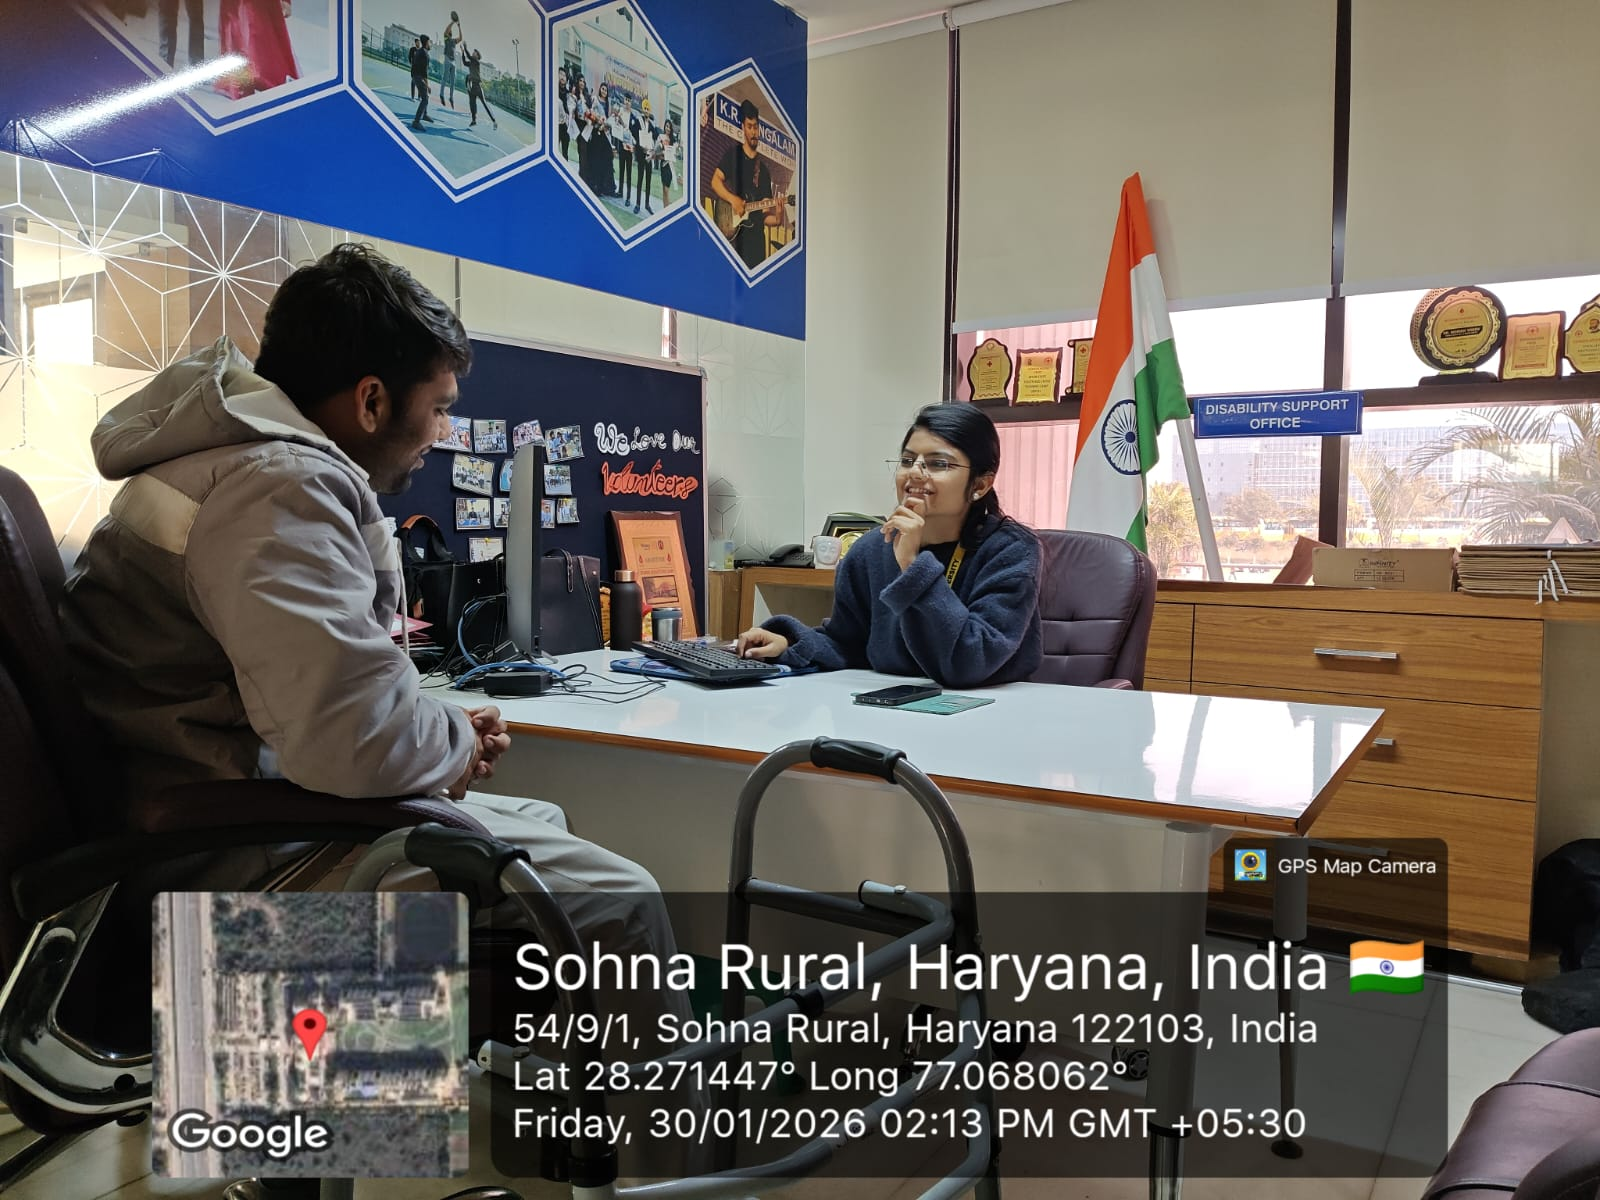 K.R. MANGALAM
We Love Our
Volunteers
DISABILITY SUPPORT
OFFICE
GPS Map Camera
Sohna Rural, Haryana, India
54/9/1, Sohna Rural, Haryana 122103, India
Lat 28.271447° Long 77.068062°
Friday, 30/01/2026 02:13 PM GMT +05:30
Google